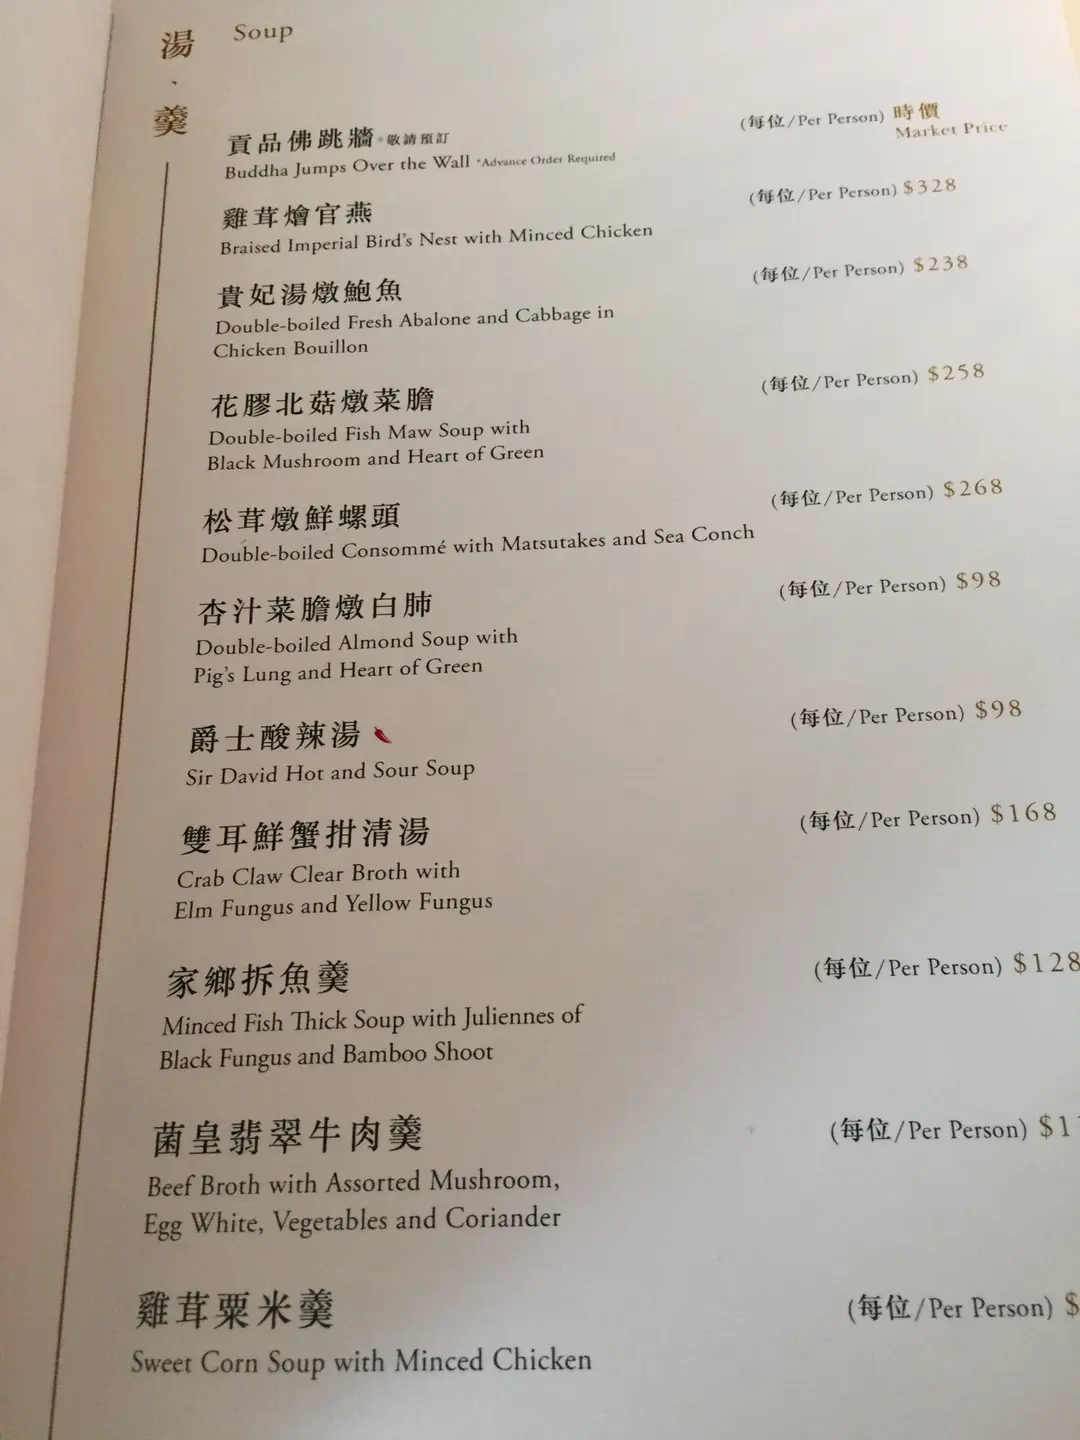 湯、羹
Soup
貢品佛跳牆 *敬請預訂
(每位/Per Person) 時價
Buddha Jumps Over the Wall *Advance Order Required
Market Price
雞茸燴官燕
(每位/Per Person) $328
Braised Imperial Bird's Nest with Minced Chicken
貴妃湯燉鮑魚
(每位/Per Person) $238
Double-boiled Fresh Abalone and Cabbage in
Chicken Bouillon
花膠北菇燉菜膽
(每位/Per Person) $258
Double-boiled Fish Maw Soup with
Black Mushroom and Heart of Green
松茸燉鮮螺頭
(每位/Per Person) $268
Double-boiled Consommé with Matsutakes and Sea Conch
杏汁菜膽燉白肺
(每位/Per Person) $98
Double-boiled Almond Soup with
Pig's Lung and Heart of Green
爵士酸辣湯
(每位/Per Person) $98
Sir David Hot and Sour Soup
雙耳鮮蟹拑清湯
(每位/Per Person) $168
Crab Claw Clear Broth with
Elm Fungus and Yellow Fungus
家鄉拆魚羹
(每位/Per Person) $128
Minced Fish Thick Soup with Juliennes of
Black Fungus and Bamboo Shoot
菌皇翡翠牛肉羹
(每位/Per Person) $1
Beef Broth with Assorted Mushroom,
Egg White, Vegetables and Coriander
雞茸粟米羹
(每位/Per Person) $
Sweet Corn Soup with Minced Chicken